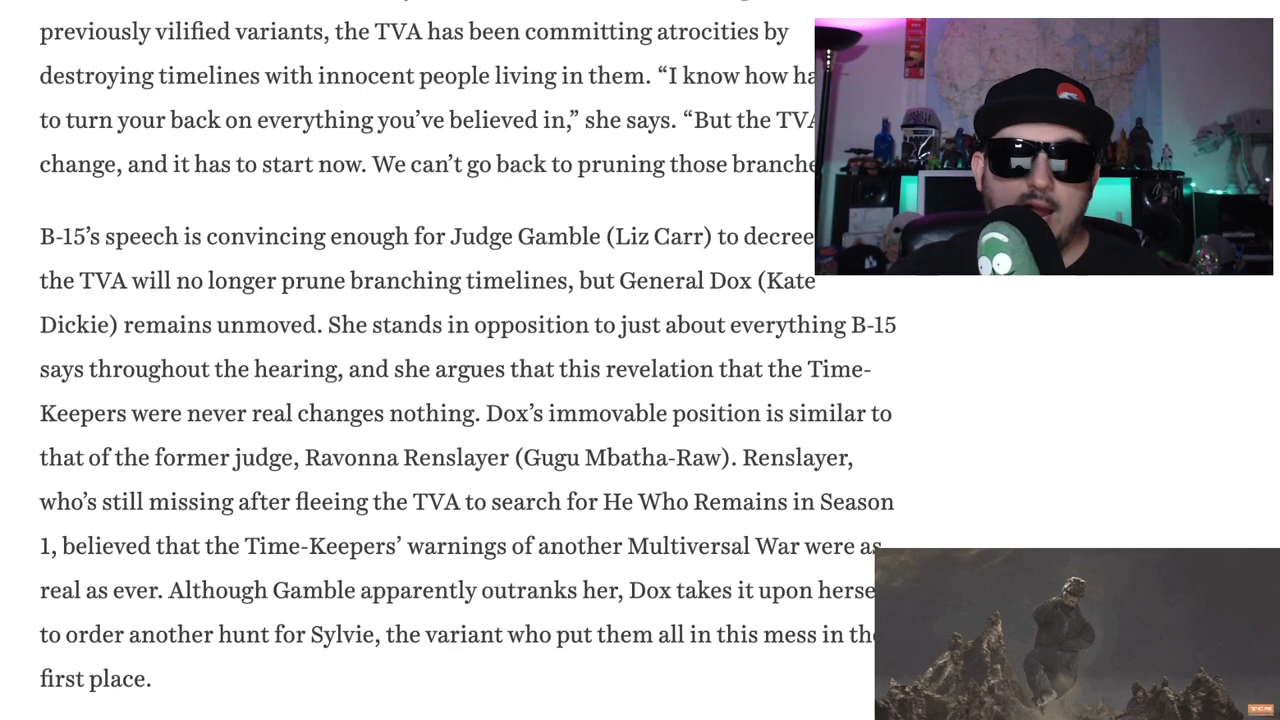 previously vilified variants, the TVA has been committing atrocities by
destroying timelines with innocent people living in them. “I know how
to turn your back on everything you’ve believed in,” she says. “But the TVA
change, and it has to start now. We can’t go back to pruning those
B-15’s speech is convincing enough for Judge Gamble (Liz Carr) to decree
the TVA will no longer prune branching timelines, but General Dox (Kate
Dickie) remains unmoved. She stands in opposition to just about everything B-15
says throughout the hearing, and she argues that this revelation that the Time-
Keepers were never real changes nothing. Dox’s immovable position is similar to
that of the former judge, Ravonna Renslayer (Gugu Mbatha-Raw). Renslayer,
who’s still missing after fleeing the TVA to search for He Who Remains in Season
1, believed that the Time-Keepers’ warnings of another Multiversal War were as
real as ever. Although Gamble apparently outranks her, Dox takes it upon
to order another hunt for Sylvie, the variant who put them all in this mess in the
first place.
TCM